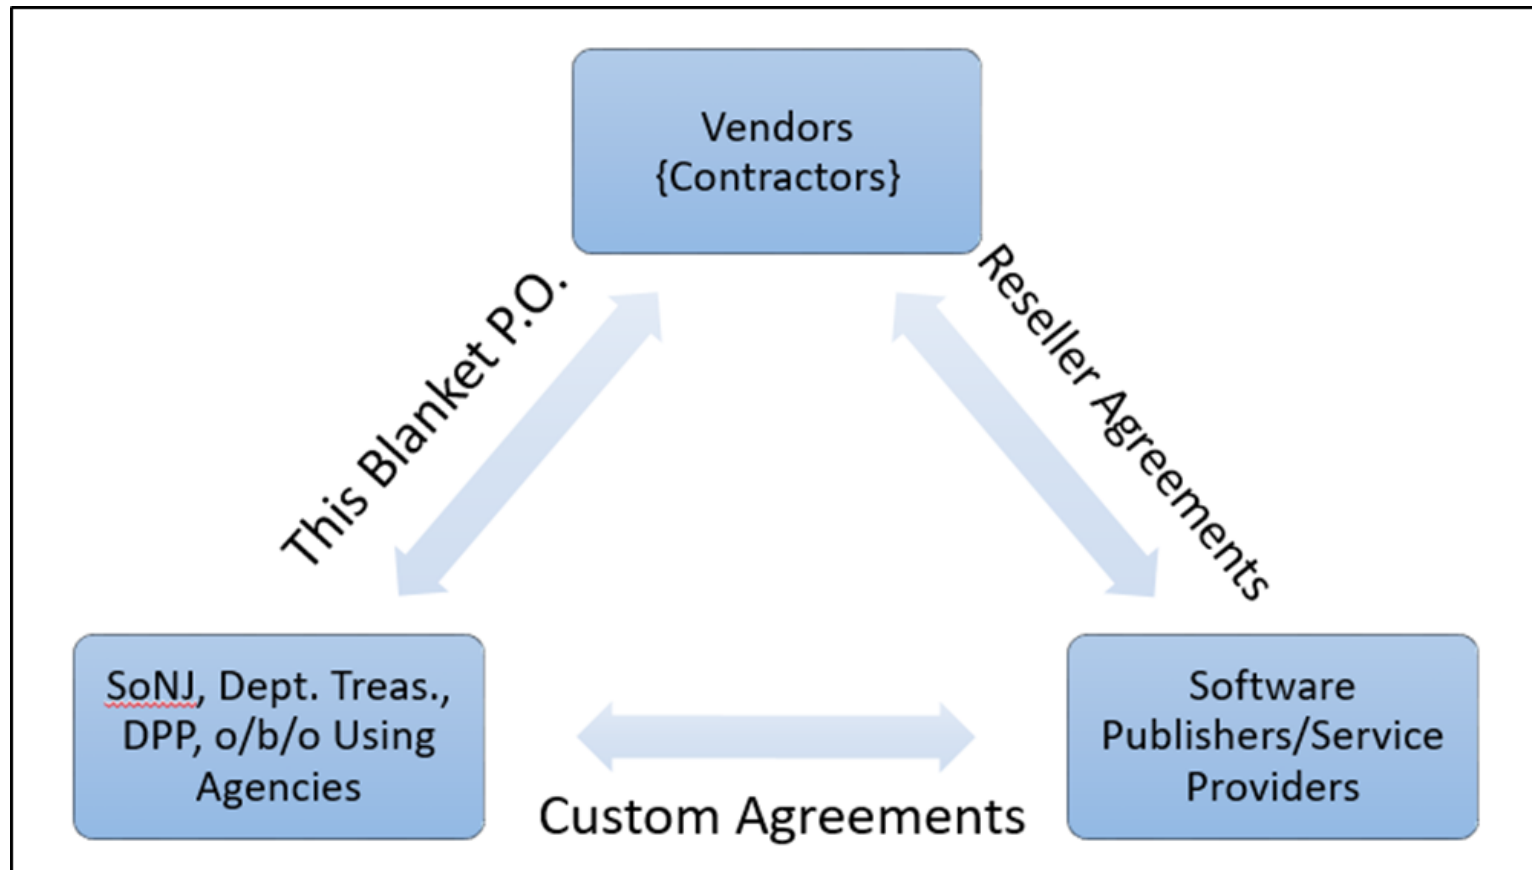 Vendors
{Contractors}
This Blanket P.O.
Reseller Agreements
SoNJ, Dept. Treas.,
DPP, o/b/o Using
Agencies
Custom Agreements
Software
Publishers/Service
Providers